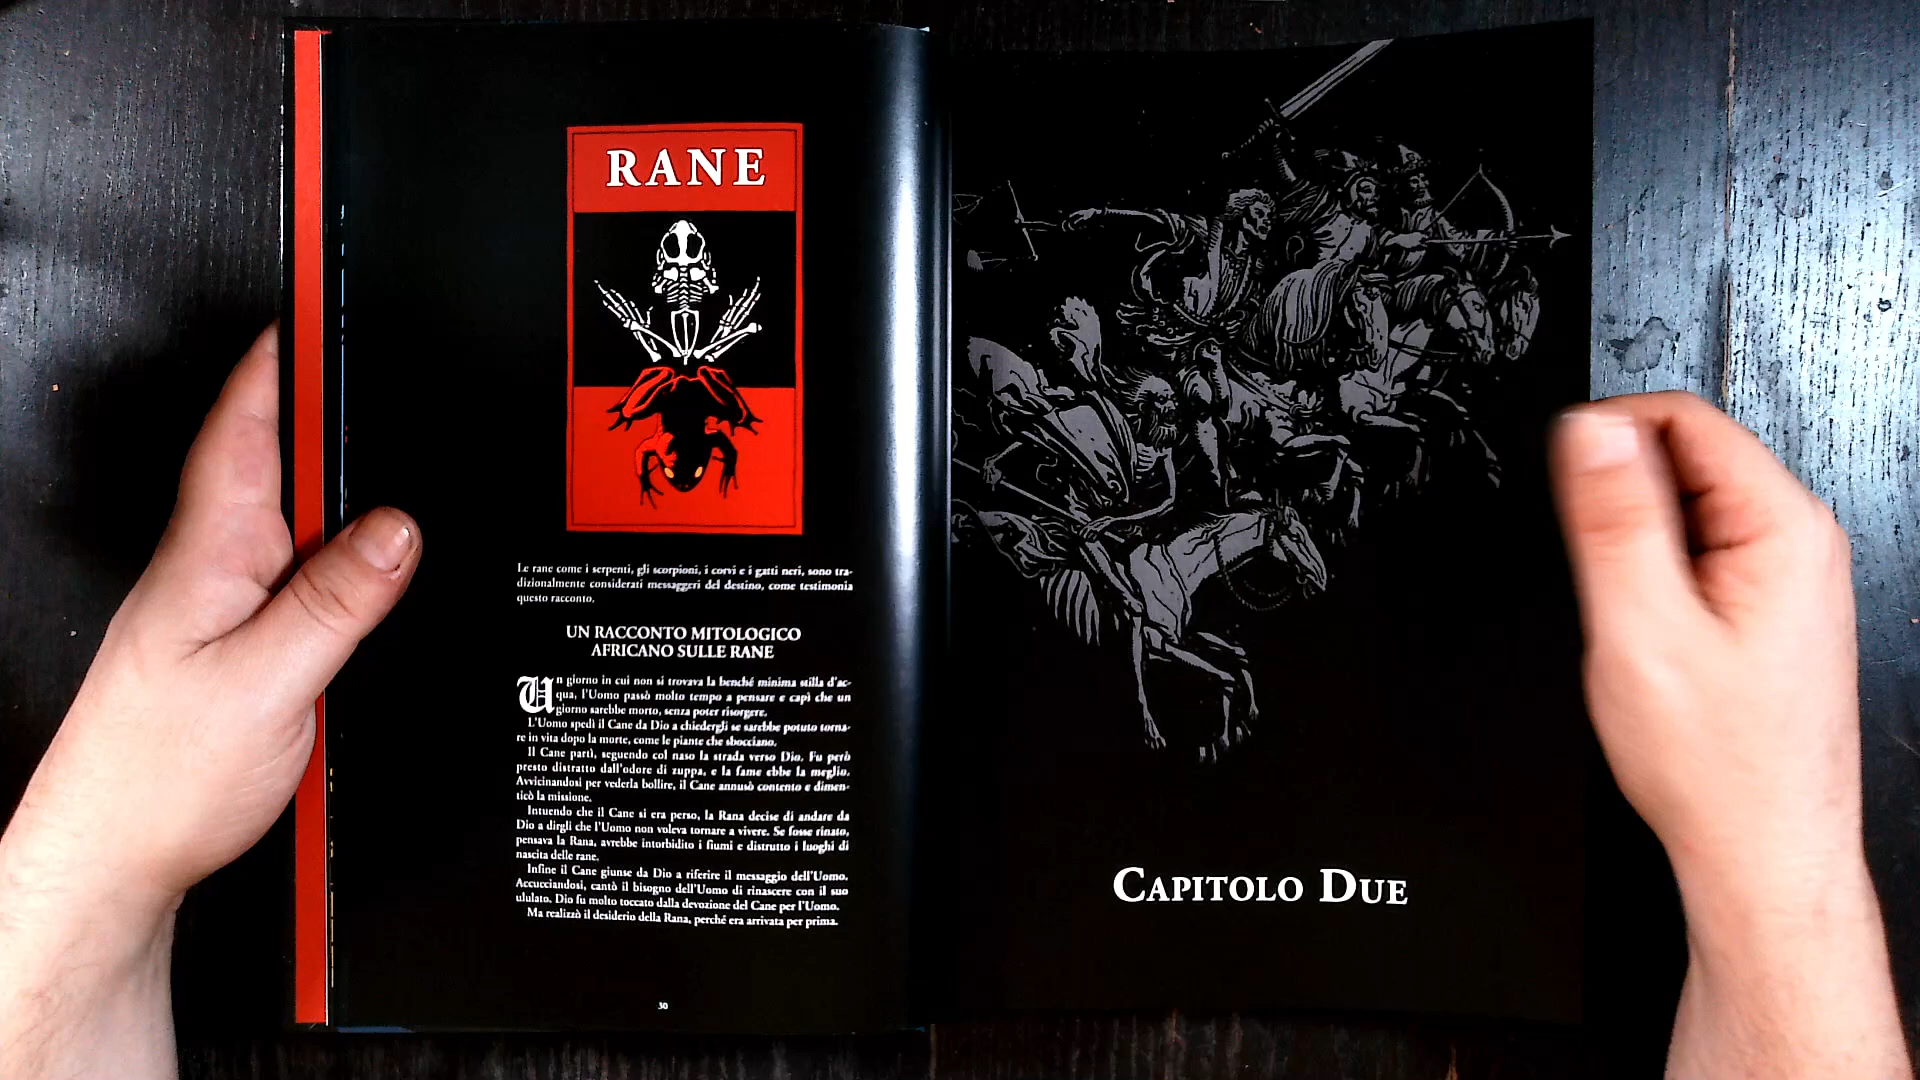 RANE
Le rane come i serpenti, gli scorpioni, i corvi e i gatti neri, sono tra-
dizionalmente considerati messaggeri del destino, come testimonia
questo racconto.
UN RACCONTO MITOLOGICO
AFRICANO SULLE RANE
Un giorno in cui non si trovava la benché minima stilla d'ac-
qua, l'Uomo passò molto tempo a pensare e capì che un
giorno sarebbe morto, senza poter risorgere.
L'Uomo spedì il Cane da Dio a chiedergli se sarebbe potuto torna-
re in vita dopo la morte, come le piante che sbocciano.
Il Cane partì, seguendo col naso la strada verso Dio. Fu però
presto distratto dall'odore di zuppa, e la fame ebbe la meglio.
Avvicinandosi per vederla bollire, il Cane annusò contento e dimen-
ticò la missione.
Intuendo che il Cane si era perso, la Rana decise di andare da
Dio a dirgli che l'Uomo non voleva tornare a vivere. Se fosse rinato,
pensava la Rana, avrebbe intorbidito i fiumi e distrutto i luoghi di
nascita delle rane.
Infine il Cane giunse da Dio a riferire il messaggio dell'Uomo.
Accucciandosi, cantò il bisogno dell'Uomo di rinascere con il suo
ululato. Dio fu molto toccato dalla devozione del Cane per l'Uomo.
Ma realizzò il desiderio della Rana, perché era arrivata per prima.
30
CAPITOLO DUE